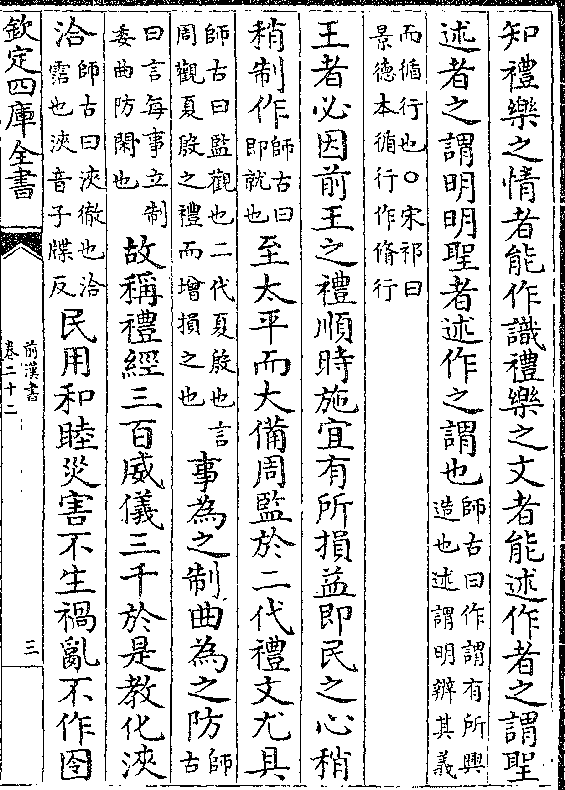 知禮樂之情者能作識禮樂之文者能述作者之謂聖
述者之謂明明聖者述作之謂也
師古曰作謂有所興
造也述謂明辨其義
而循行也〇宋祁曰
景德本循行作脩行
王者必因前王之禮順時施宜有所損益即民之心稍
稍制作
師古曰
即就也
至太平而大備周監於二代禮文尤具
師古曰監觀也二代夏殷也言
周觀夏殷之禮而增損之也
事為之制曲為之防
師
古
曰言每事立制
委曲防閑也
故稱禮經三百威儀三千於是教化浹
洽
師古曰浹徹也洽
霑也浹音子牒反
民用和睦災害不生禍亂不作囹
欽定四庫全書
前漢書
卷二十二
三